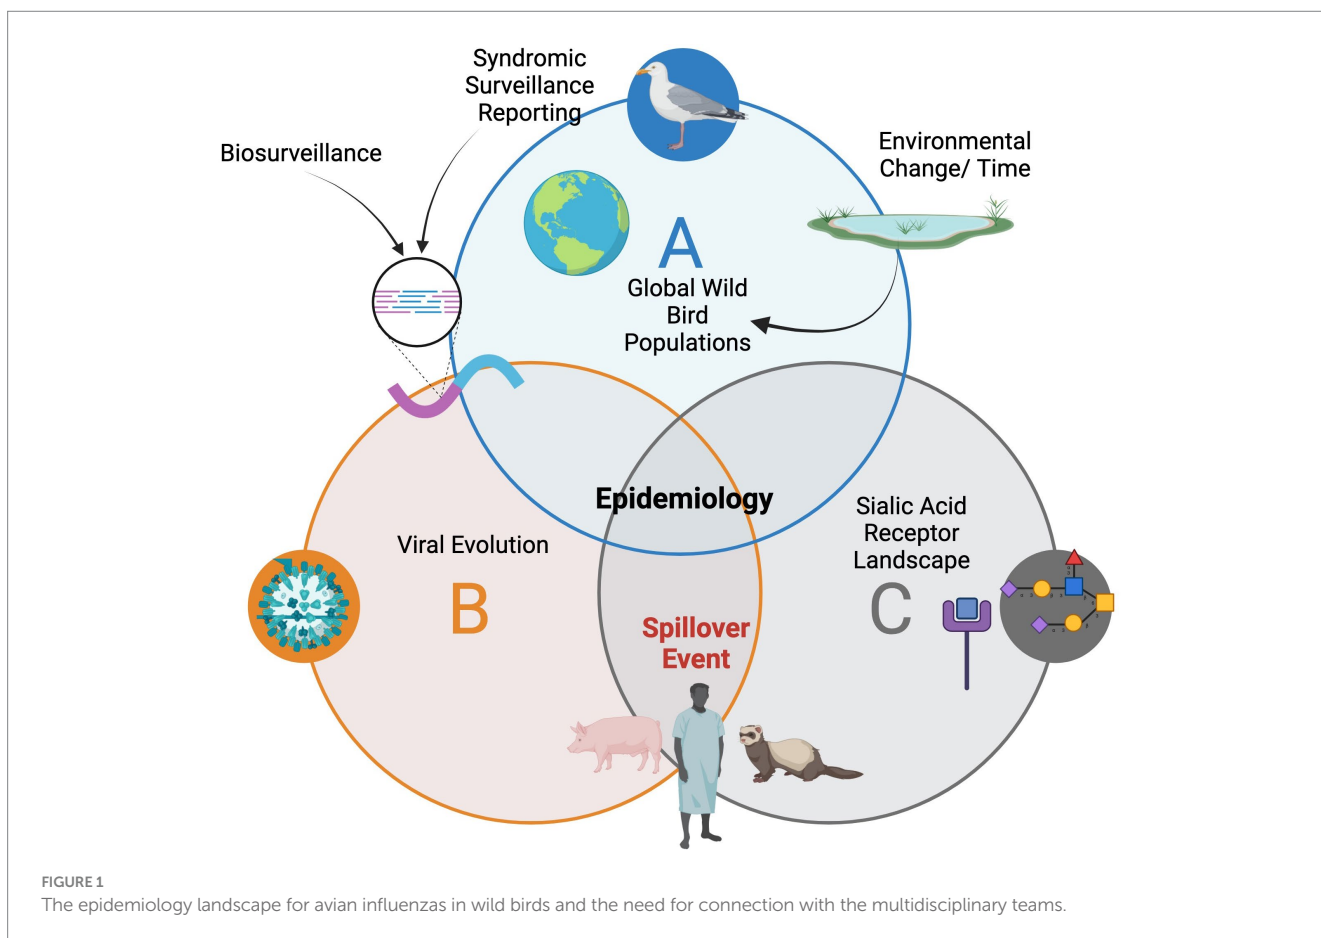 Syndromic
Surveillance
Reporting
Biosurveillance
Environmental
Change/ Time
A
Global Wild
Bird
Populations
Epidemiology
Viral Evolution
B
Sialic Acid
Receptor
Landscape
C
Spillover
Event
FIGURE 1
The epidemiology landscape for avian influenzas in wild birds and the need for connection with the multidisciplinary teams.